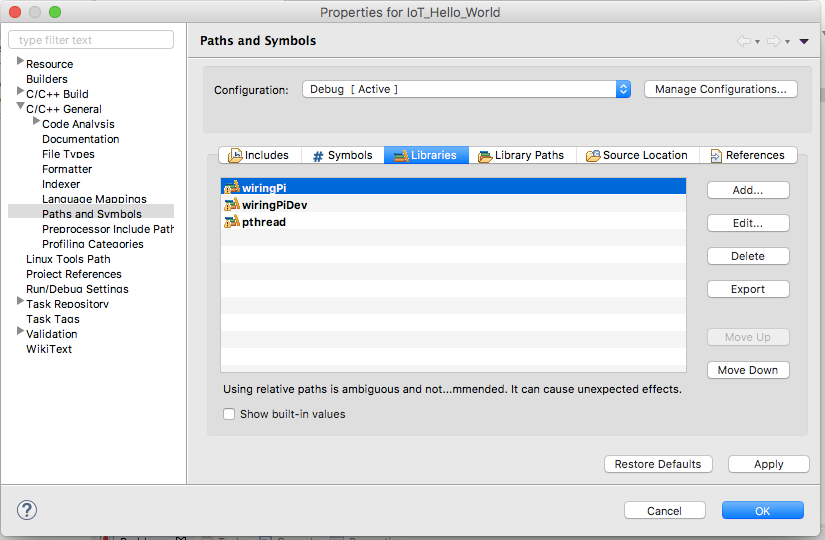 Properties for IoT_Hello_World
type filter text
Paths and Symbols
Resource
Builders
C/C++ Build
C/C++ General
Code Analysis
Documentation
File Types
Formatter
Indexer
Language Mappings
Paths and Symbols
Preprocessor Include Path
Profiling Categories
Linux Tools Path
Project References
Run/Debug Settings
Task Repository
Task Tags
Validation
WikiText
Configuration:
Debug [ Active ]
Manage Configurations...
Includes
# Symbols
Libraries
Library Paths
Source Location
References
wiringPi
wiringPiDev
pthread
Add...
Edit...
Delete
Export
Move Up
Move Down
Using relative paths is ambiguous and not...mmended. It can cause unexpected effects.
Show built-in values
Restore Defaults
Apply
?
Cancel
OK